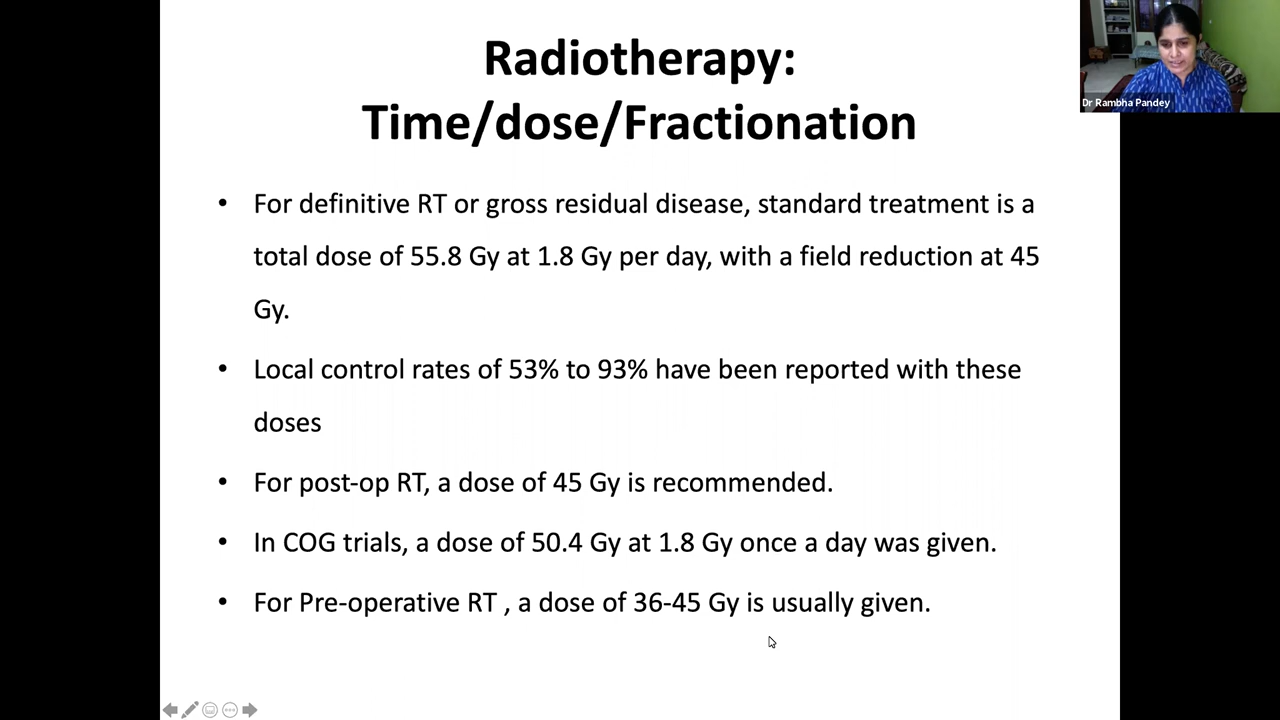 Radiotherapy:
Time/dose/Fractionation
Dr Rambha Pandey
• For definitive RT or gross residual disease, standard treatment is a
total dose of 55.8 Gy at 1.8 Gy per day, with a field reduction at 45
Gy.
• Local control rates of 53% to 93% have been reported with these
doses
• For post-op RT, a dose of 45 Gy is recommended.
• In COG trials, a dose of 50.4 Gy at 1.8 Gy once a day was given.
• For Pre-operative RT , a dose of 36-45 Gy is usually given.